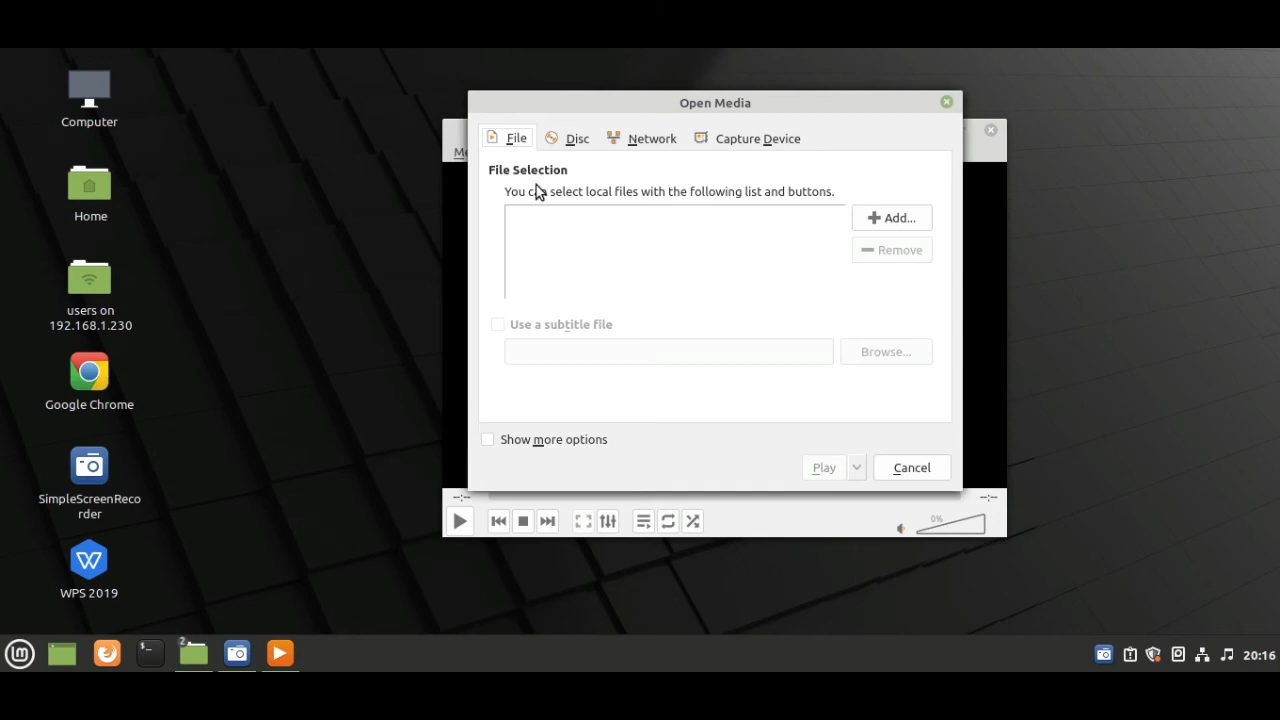 Computer
Home
users on
192.168.1.230
Google Chrome
SimpleScreenReco
rder
WPS 2019
Open Media
File
Disc
Network
Capture Device
File Selection
You can select local files with the following list and buttons.
Add...
Remove
Use a subtitle file
Browse...
Show more options
Play
Cancel
--:--
--:--
0%
2
20:16